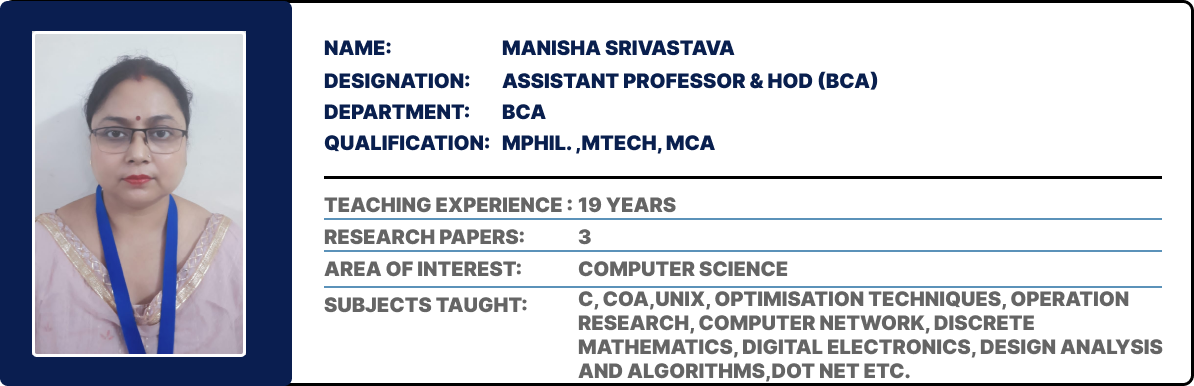 NAME: MANISHA SRIVASTAVA
DESIGNATION: ASSISTANT PROFESSOR & HOD (BCA)
DEPARTMENT: BCA
QUALIFICATION: MPHIL. ,MTECH, MCA
TEACHING EXPERIENCE : 19 YEARS
RESEARCH PAPERS: 3
AREA OF INTEREST: COMPUTER SCIENCE
SUBJECTS TAUGHT: C, COA,UNIX, OPTIMISATION TECHNIQUES, OPERATION
RESEARCH, COMPUTER NETWORK, DISCRETE
MATHEMATICS, DIGITAL ELECTRONICS, DESIGN ANALYSIS
AND ALGORITHMS,DOT NET ETC.